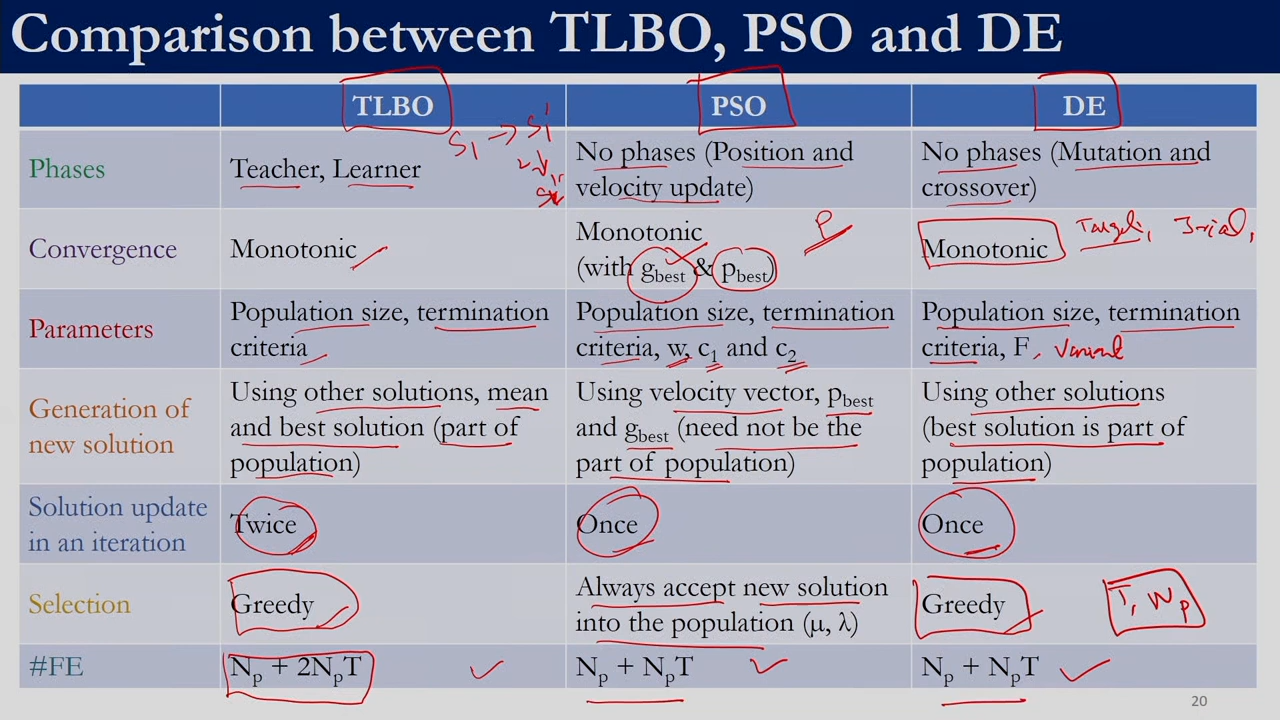 Comparison between TLBO, PSO and DE
TLBO
PSO
DE
S1 → S1'
Phases
Teacher, Learner
No phases (Position and
velocity update)
No phases (Mutation and
crossover)
Convergence
Monotonic
Monotonic
(with gbest & pbest)
P
Monotonic
Target, Trial,
Parameters
Population size, termination
criteria
Population size, termination
criteria, w, c1 and c2
Population size, termination
criteria, F, variant
Generation of
new solution
Using other solutions, mean
and best solution (part of
population)
Using velocity vector, pbest
and gbest (need not be the
part of population)
Using other solutions
(best solution is part of
population)
Solution update
in an iteration
Twice
Once
Once
Selection
Greedy
Always accept new solution
into the population (μ, λ)
Greedy
T, Np
#FE
Np + 2NpT
Np + NpT
Np + NpT
20